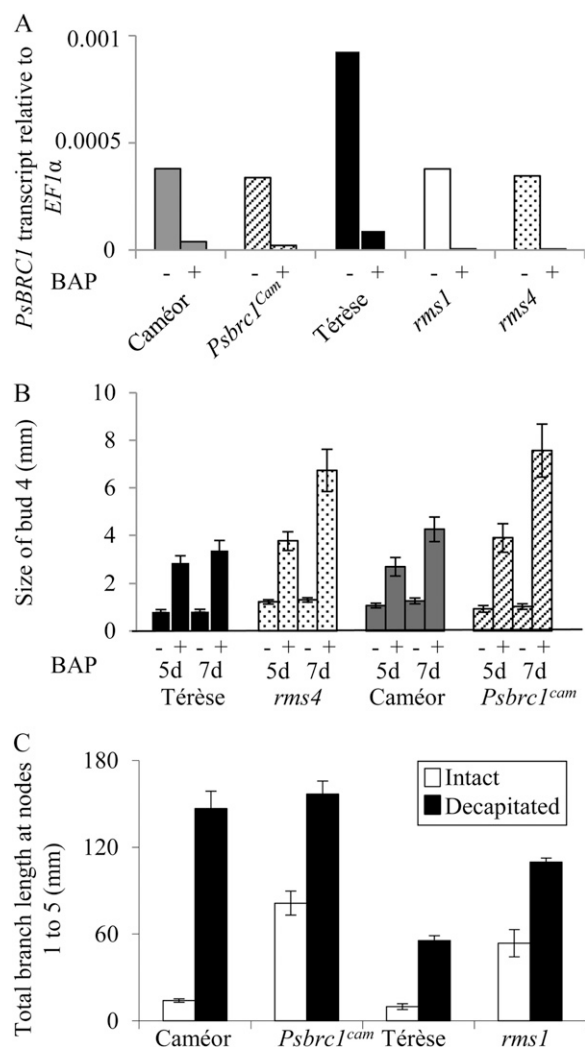 A
PsBRC1 transcript relative to
EF1α
0.001
0.0005
0
BAP
- + - + - + - + - +
Caméor
Psbrc1Cam
Térèse
rms1
rms4
B
Size of bud 4 (mm)
10
8
6
4
2
0
BAP
- + - + - + - + - + - + - + - +
5d 7d 5d 7d 5d 7d 5d 7d
Térèse rms4 Caméor Psbrc1cam
C
Total branch length at nodes
1 to 5 (mm)
180
120
60
0
Intact
Decapitated
Caméor Psbrc1cam Térèse rms1